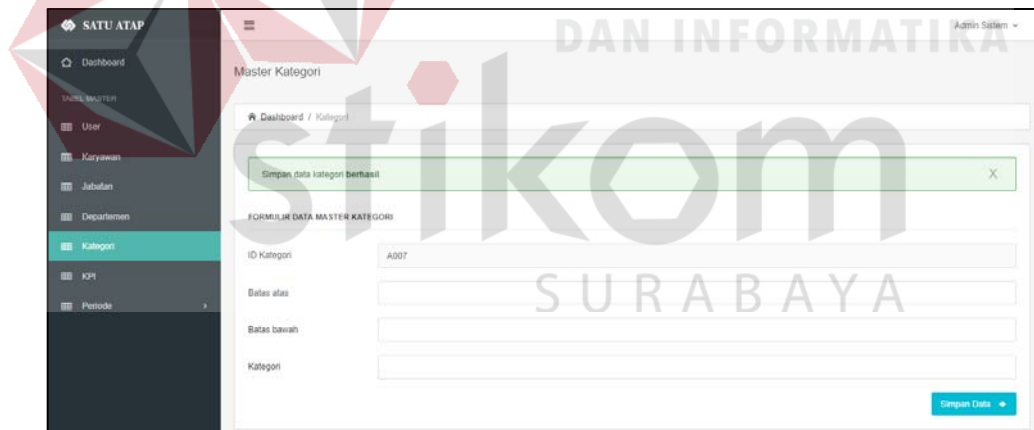 SATU ATAP
Admin Sistem
DAN INFORMATIKA
Dashboard
Master Kategori
TABEL MASTER
Dashboard / Kategori
User
Karyawan
stikom
Simpan data kategori berhasil.
X
Jabatan
Departemen
FORMULIR DATA MASTER KATEGORI
Kategori
ID Kategori
A007
KPI
Batas atas
SURABAYA
Periode
Batas bawah
Kategori
Simpan Data